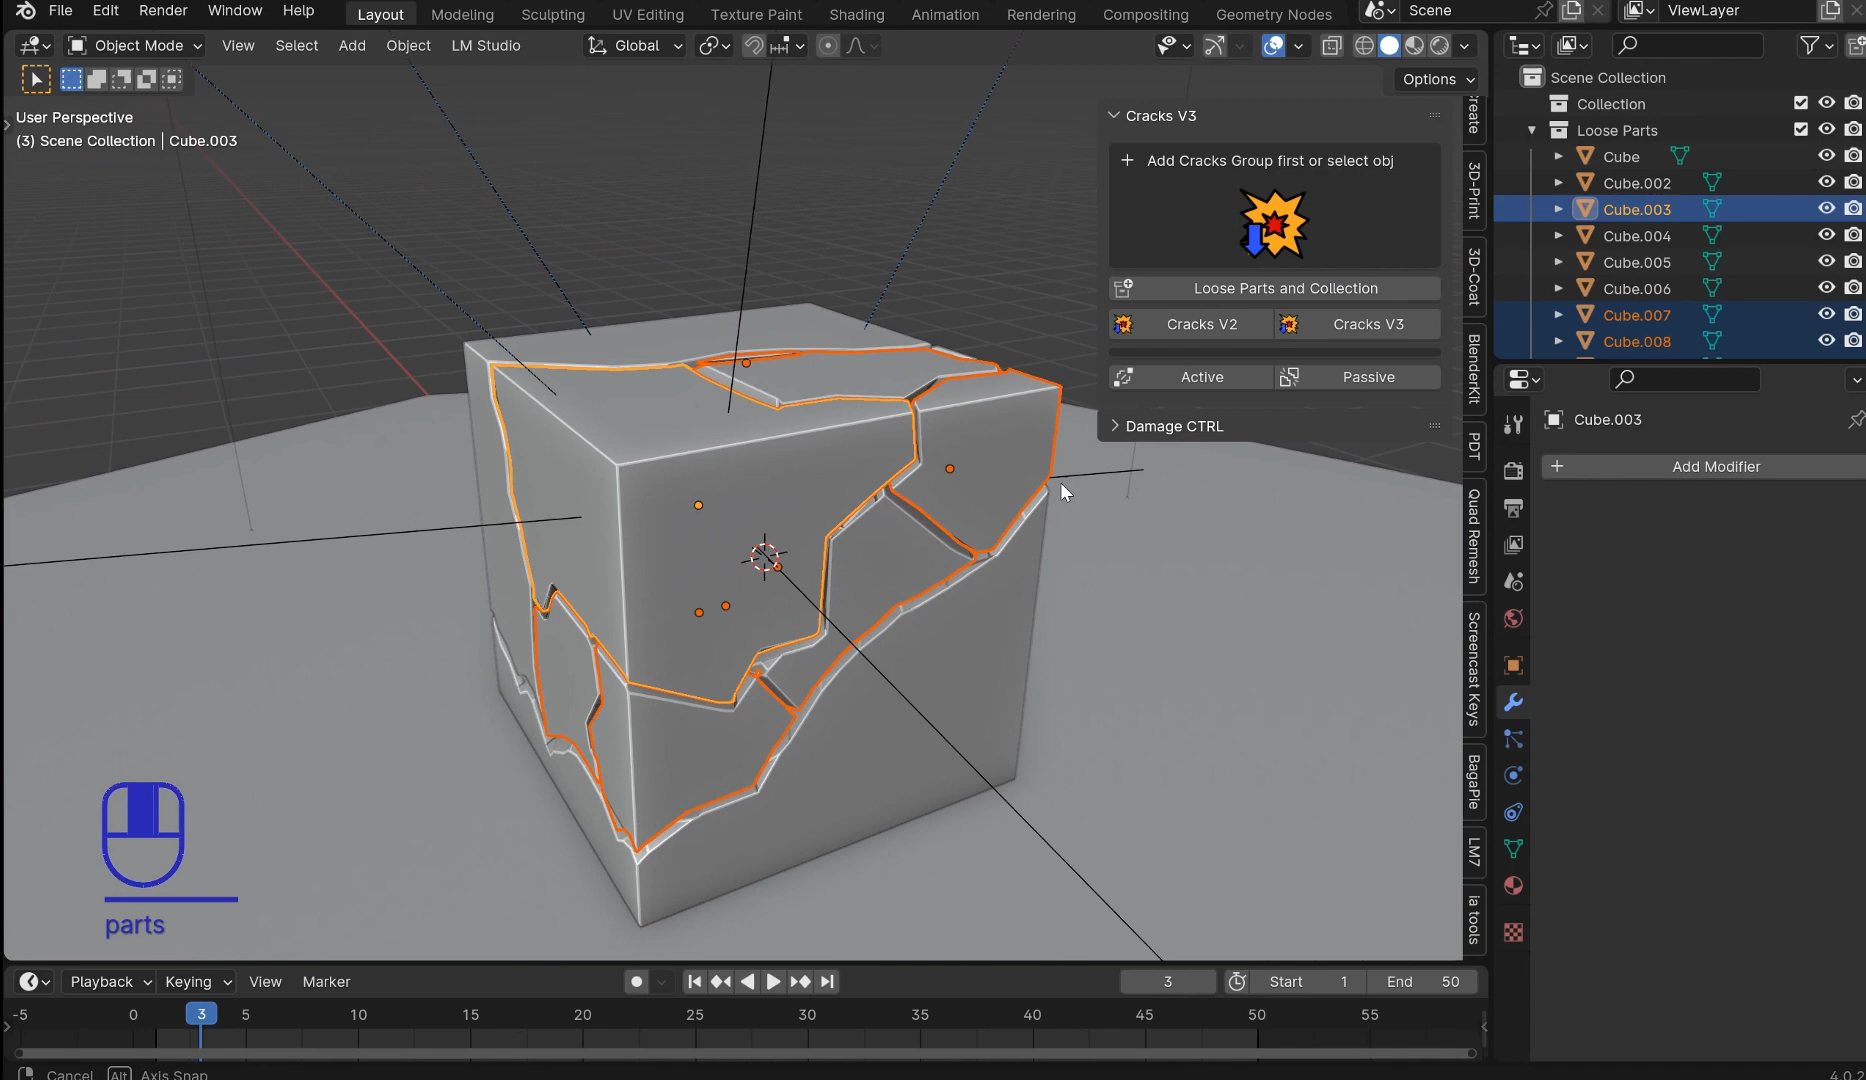 File Edit Render Window Help Layout Modeling Sculpting UV Editing Texture Paint Shading Animation Rendering Compositing Geometry Nodes Scene ViewLayer
Object Mode View Select Add Object LM Studio Global
Options
User Perspective
(3) Scene Collection | Cube.003
Cracks V3
Add Cracks Group first or select obj
Loose Parts and Collection
Cracks V2 Cracks V3
Active Passive
Damage CTRL
reate
3D-Print
3D-Coat
BlenderKit
PDT
Quad Remesh
Screencast Keys
BagaPie
LM7
ia tools
Scene Collection
Collection
Loose Parts
Cube
Cube.002
Cube.003
Cube.004
Cube.005
Cube.006
Cube.007
Cube.008
Cube.003
+ Add Modifier
parts
Playback Keying View Marker 3 Start 1 End 50
-5 0 3 5 10 15 20 25 30 35 40 45 50 55
Cancel Alt Axis Snap 4.0.2